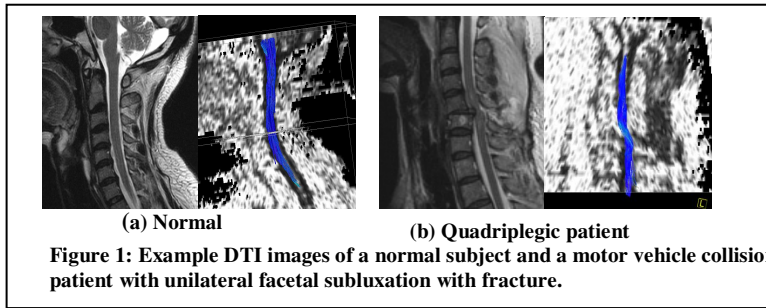 (a) Normal
(b) Quadriplegic patient
Figure 1: Example DTI images of a normal subject and a motor vehicle collisio
patient with unilateral facetal subluxation with fracture.
L